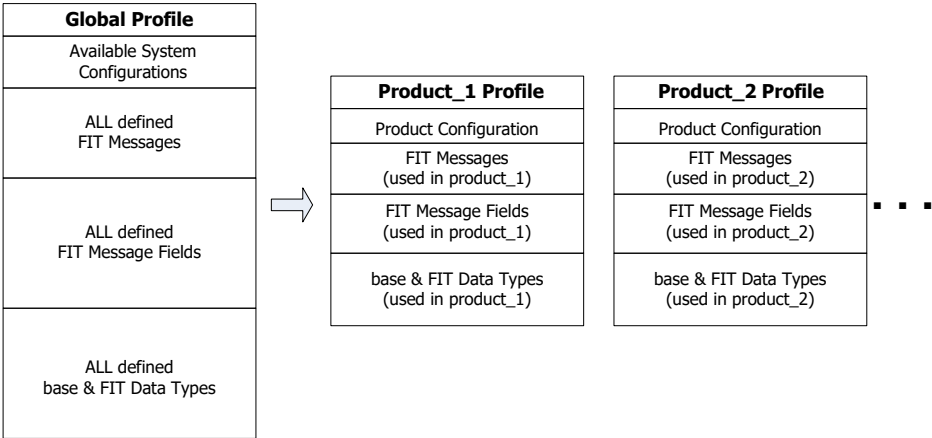 Global Profile
Available System
Configurations
ALL defined
FIT Messages
ALL defined
FIT Message Fields
ALL defined
base & FIT Data Types
Product_1 Profile
Product Configuration
FIT Messages
(used in product_1)
FIT Message Fields
(used in product_1)
base & FIT Data Types
(used in product_1)
Product_2 Profile
Product Configuration
FIT Messages
(used in product_2)
FIT Message Fields
(used in product_2)
base & FIT Data Types
(used in product_2)
. . .